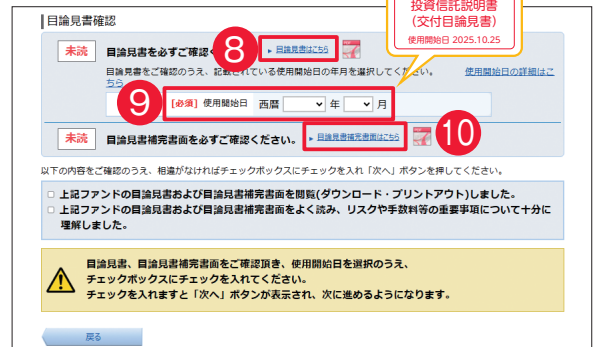 投資信託説明書
(交付目論見書)
使用開始日 2025.10.25
目論見書確認
未読 目論見書を必ずご確認く 8 ▸ 目論見書はこちら
目論見書をご確認のうえ、記載されている使用開始日の年月を選択してください。 使用開始日の詳細はこ
ちら
9 [必須] 使用開始日 西暦 年 月
未読 目論見書補完書面を必ずご確認ください。 ▸ 目論見書補完書面はこちら 10
以下の内容をご確認のうえ、相違がなければチェックボックスにチェックを入れ「次へ」ボタンを押してください。
上記ファンドの目論見書および目論見書補完書面を閲覧(ダウンロード・プリントアウト)しました。
上記ファンドの目論見書および目論見書補完書面をよく読み、リスクや手数料等の重要事項について十分に
理解しました。
目論見書、目論見書補完書面をご確認頂き、使用開始日を選択のうえ、
チェックボックスにチェックを入れてください。
チェックを入れますと「次へ」ボタンが表示され、次に進めるようになります。
戻る